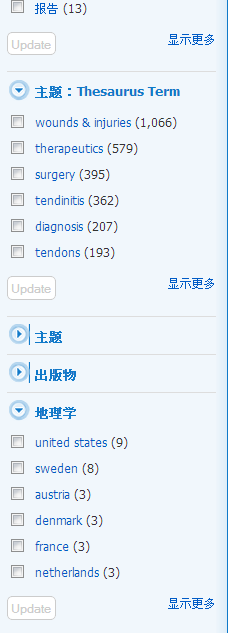 报告 (13)
Update
显示更多
主题：Thesaurus Term
wounds & injuries (1,066)
therapeutics (579)
surgery (395)
tendinitis (362)
diagnosis (207)
tendons (193)
Update
显示更多
主题
出版物
地理学
united states (9)
sweden (8)
austria (3)
denmark (3)
france (3)
netherlands (3)
Update
显示更多